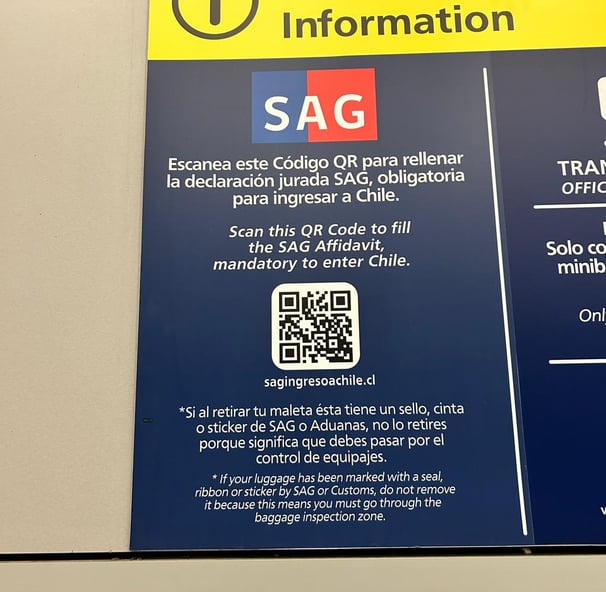 Information
SAG
Escanea este Código QR para rellenar
la declaración jurada SAG, obligatoria
para ingresar a Chile.
Scan this QR Code to fill
the SAG Affidavit,
mandatory to enter Chile.
sagingresoachile.cl
*Si al retirar tu maleta ésta tiene un sello, cinta
o sticker de SAG o Aduanas, no lo retires
porque significa que debes pasar por el
control de equipajes.
* If your luggage has been marked with a seal,
ribbon or sticker by SAG or Customs, do not remove
it because this means you must go through the
baggage inspection zone.
TRAN
OFFIC
Solo co
minib
Onl